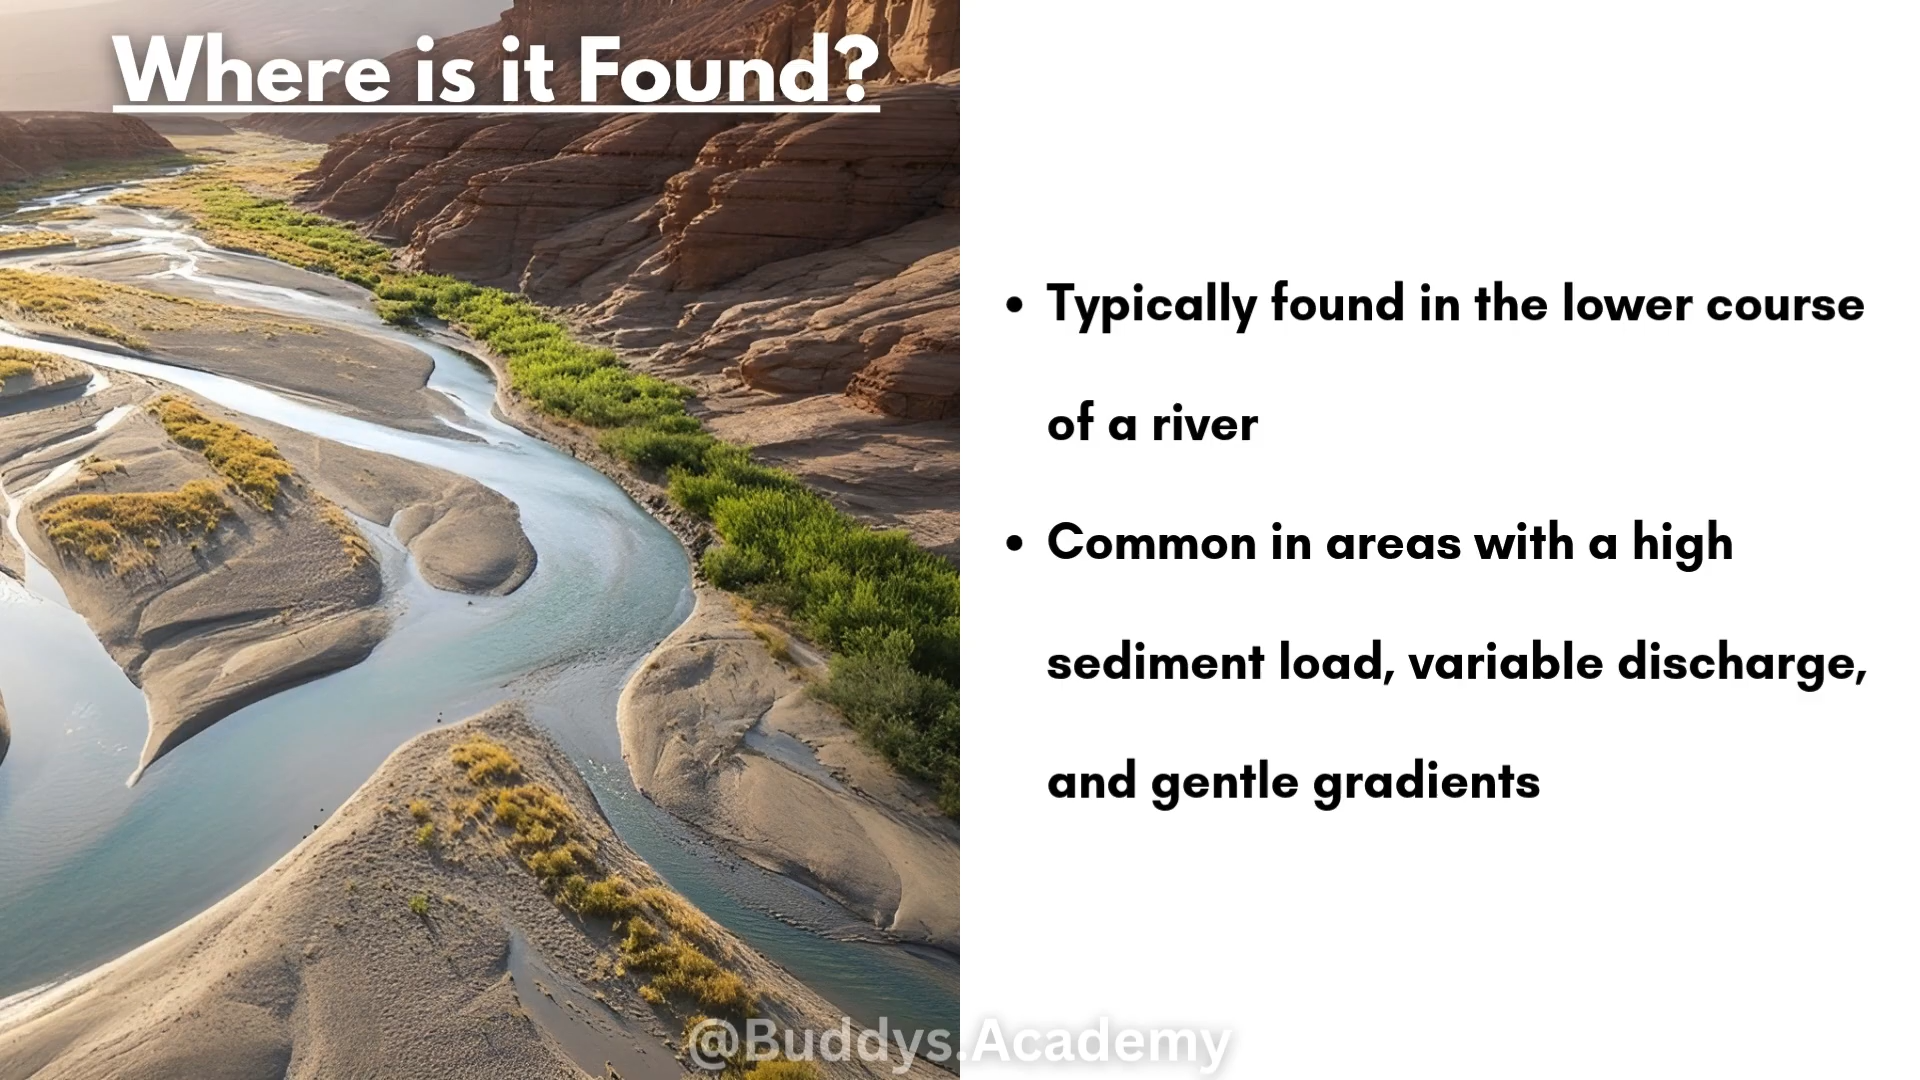 Where is it Found?
• Typically found in the lower course
of a river
• Common in areas with a high
sediment load, variable discharge,
and gentle gradients
@Buddys.Academy